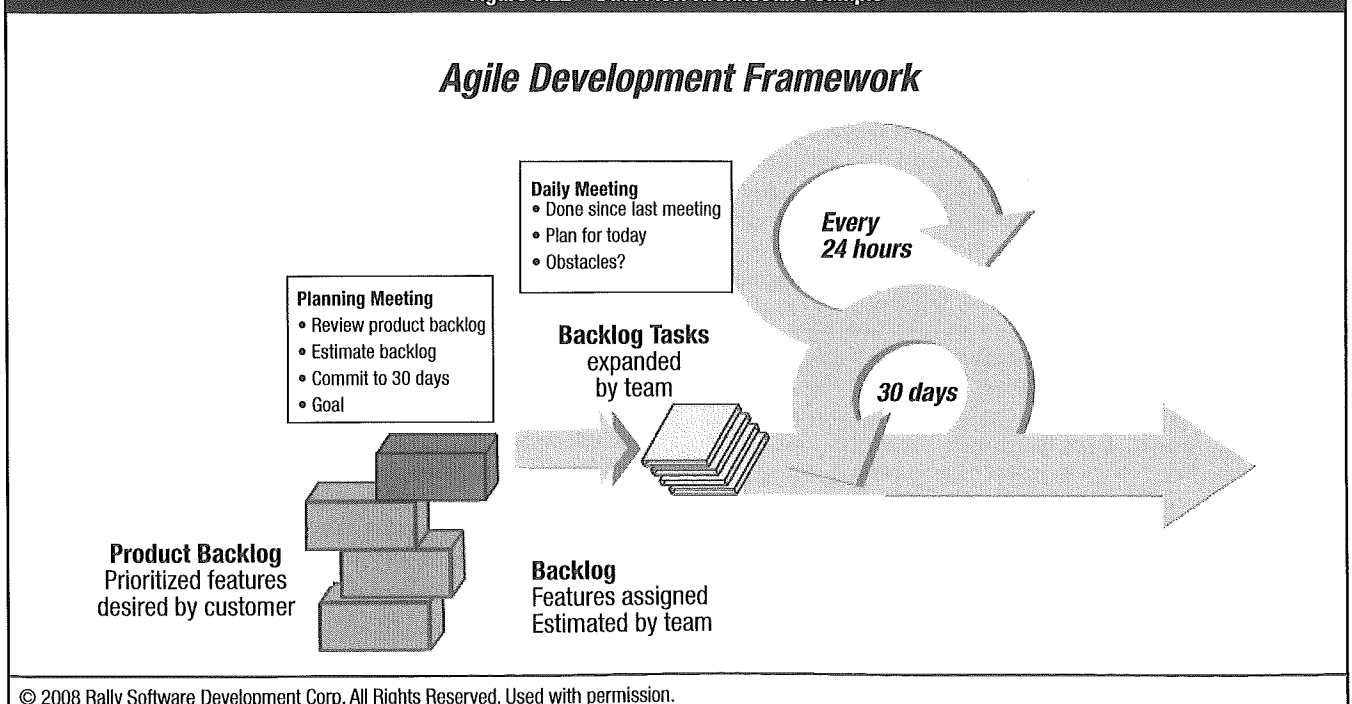 Agile Development Framework
Daily Meeting
• Done since last meeting
• Plan for today
• Obstacles?
Every
24 hours
Planning Meeting
• Review product backlog
• Estimate backlog
• Commit to 30 days
• Goal
Backlog Tasks
expanded
by team
30 days
Product Backlog
Prioritized features
desired by customer
Backlog
Features assigned
Estimated by team
© 2008 Rally Software Development Corp. All Rights Reserved. Used with permission.